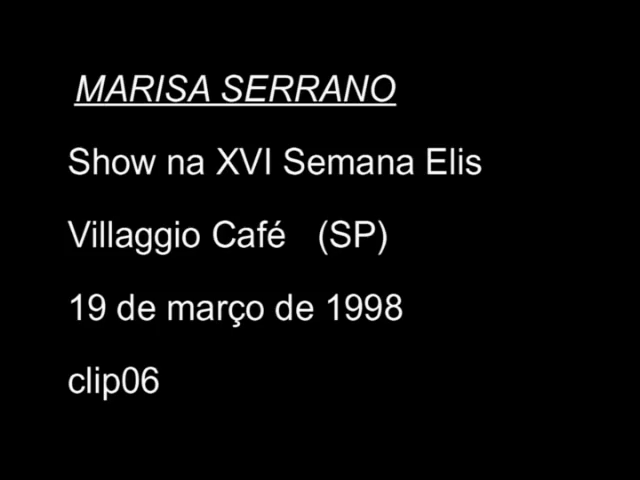 MARISA SERRANO
Show na XVI Semana Elis
Villaggio Café (SP)
19 de março de 1998
clip06